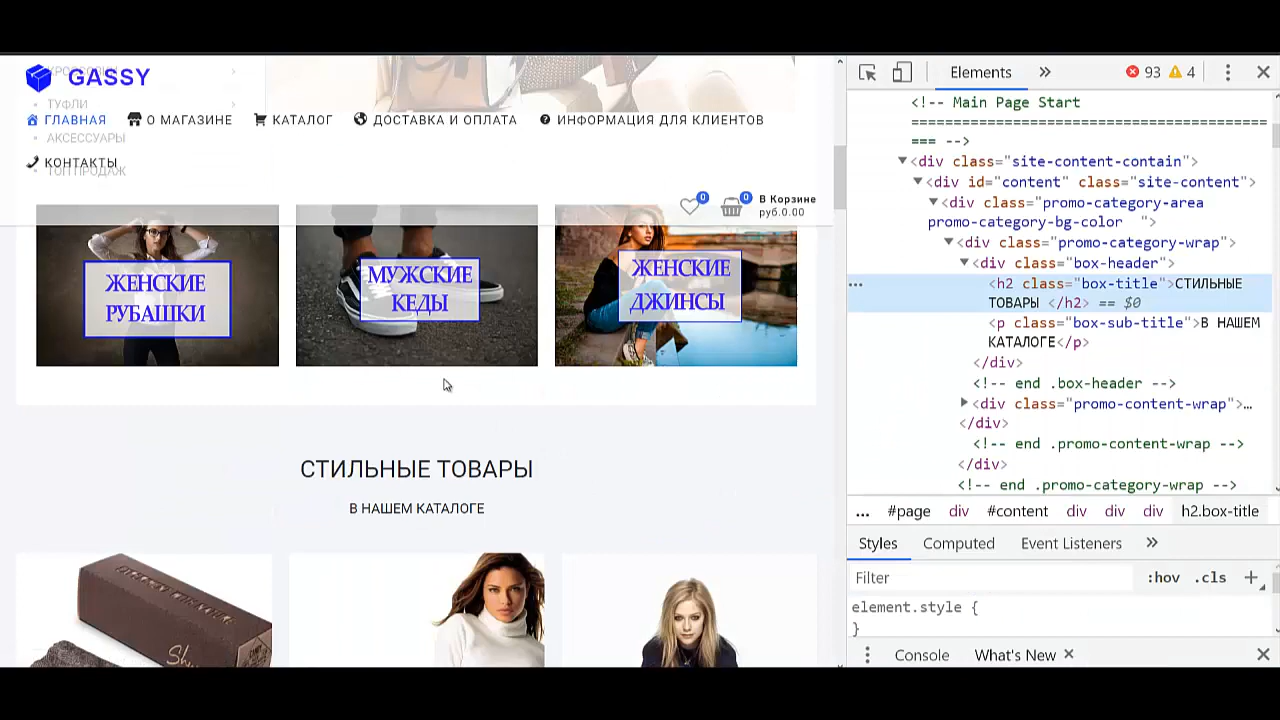 КРОССОВКИ
GASSY
ТУФЛИ
ГЛАВНАЯ О МАГАЗИНЕ КАТАЛОГ ДОСТАВКА И ОПЛАТА ИНФОРМАЦИЯ ДЛЯ КЛИЕНТОВ
АКСЕССУАРЫ
КОНТАКТЫ
ТОП ПРОДАЖ
0
0
В Корзине
руб.0.00
ЖЕНСКИЕ
РУБАШКИ
МУЖСКИЕ
КЕДЫ
ЖЕНСКИЕ
ДЖИНСЫ
СТИЛЬНЫЕ ТОВАРЫ
В НАШЕМ КАТАЛОГЕ
Elements » 93 4
<!-- Main Page Start
===========================================
=== -->
<div class="site-content-contain">
<div id="content" class="site-content">
<div class="promo-category-area
promo-category-bg-color  ">
<div class="promo-category-wrap">
<div class="box-header">
<h2 class="box-title">СТИЛЬНЫЕ
ТОВАРЫ </h2> == $0
<p class="box-sub-title">В НАШЕМ
КАТАЛОГЕ</p>
</div>
<!-- end .box-header -->
<div class="promo-content-wrap">…
</div>
<!-- end .promo-content-wrap -->
</div>
<!-- end .promo-category-wrap -->
... #page div #content div div div h2.box-title
Styles Computed Event Listeners »
Filter :hov .cls +
element.style {
}
Console What's New